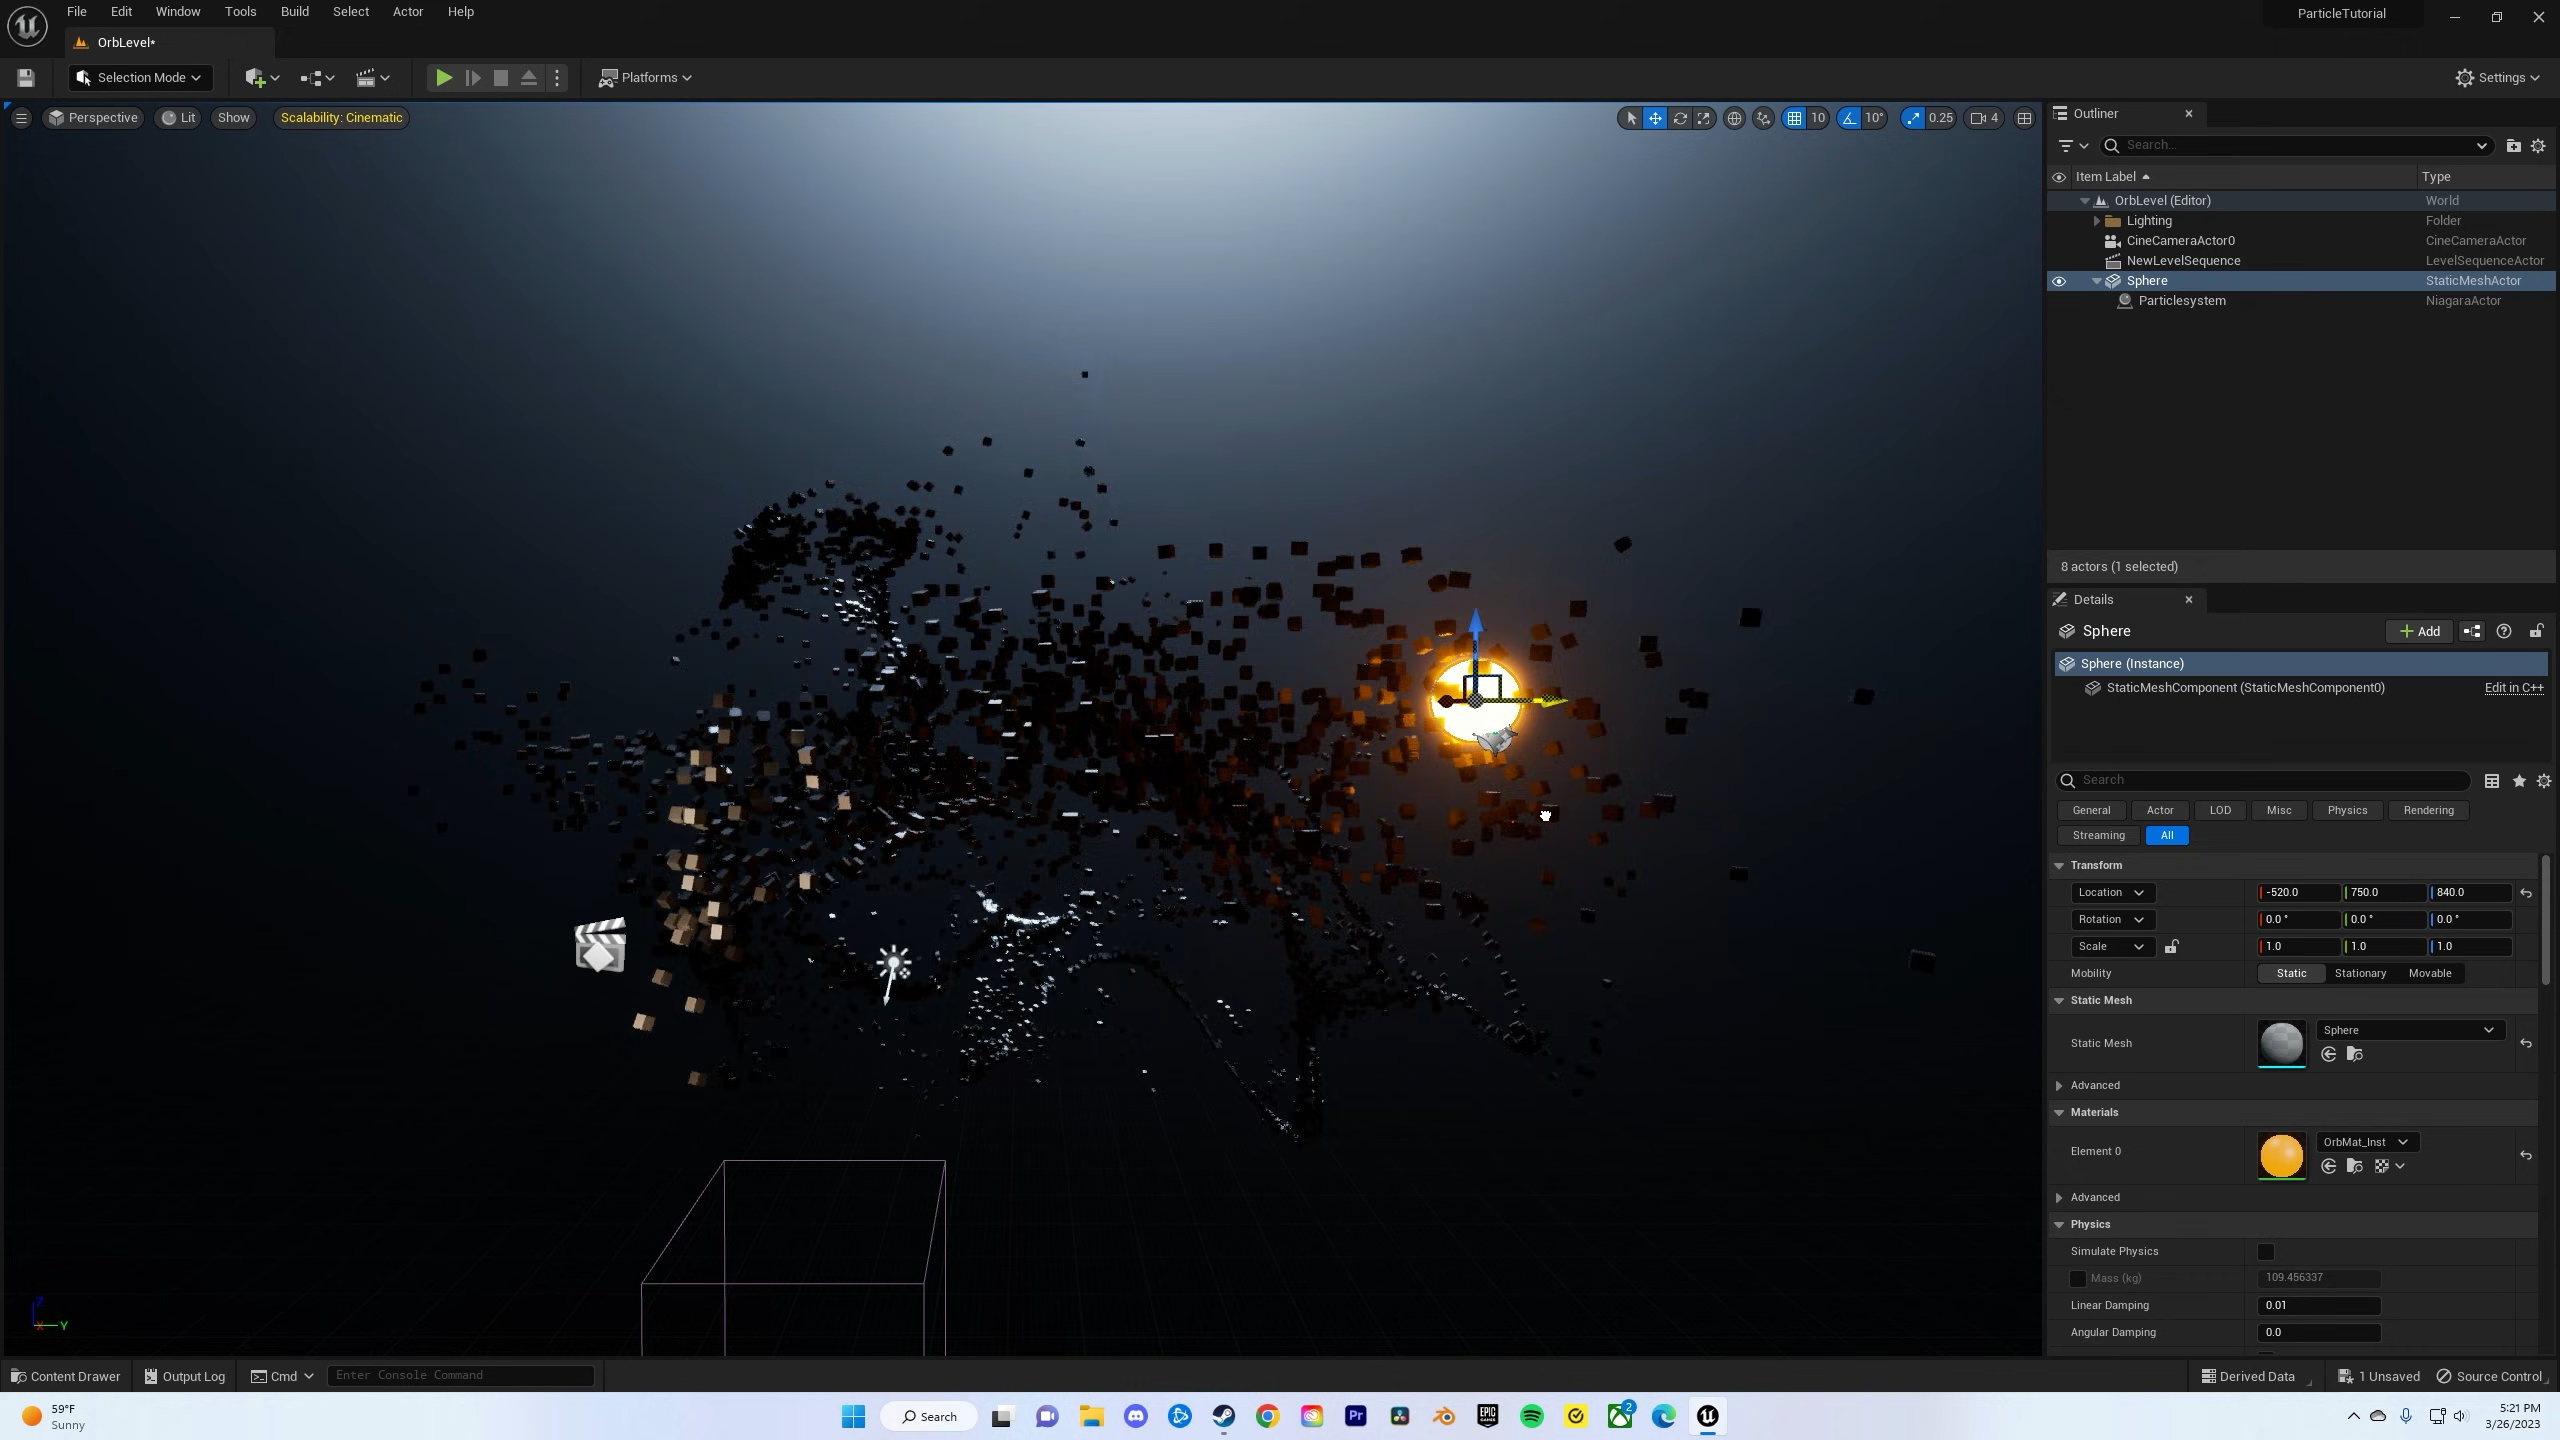 File Edit Window Tools Build Select Actor Help
ParticleTutorial
OrbLevel*
Selection Mode
Platforms
Settings
Perspective Lit Show Scalability: Cinematic
10 10° 0.25 4
Outliner
Search...
Item Label Type
OrbLevel (Editor) World
Lighting Folder
CineCameraActor0 CineCameraActor
NewLevelSequence LevelSequenceActor
Sphere StaticMeshActor
Particlesystem NiagaraActor
8 actors (1 selected)
Details
Sphere
Add
Sphere (Instance)
StaticMeshComponent (StaticMeshComponent0) Edit in C++
Search
General Actor LOD Misc Physics Rendering
Streaming All
Transform
Location -520.0 750.0 840.0
Rotation 0.0 ° 0.0 ° 0.0 °
Scale 1.0 1.0 1.0
Mobility Static Stationary Movable
Static Mesh
Static Mesh Sphere
Advanced
Materials
Element 0 OrbMat_Inst
Advanced
Physics
Simulate Physics
Mass (kg) 109.456337
Linear Damping 0.01
Angular Damping 0.0
Z
X Y
Content Drawer Output Log Cmd Enter Console Command
Derived Data 1 Unsaved Source Control
59°F
Sunny
Search
Pr
EPIC GAMES
2
5:21 PM
3/26/2023